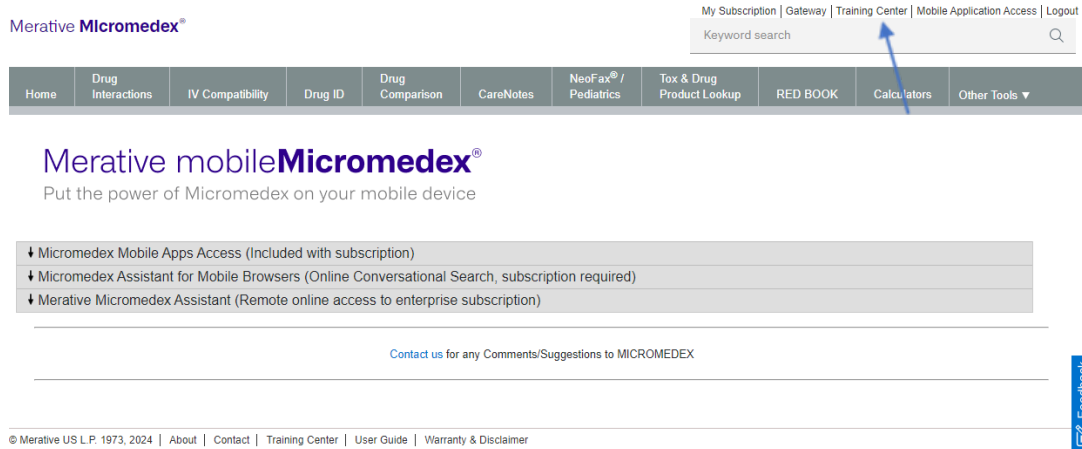 My Subscription | Gateway | Training Center | Mobile Application Access | Logout
Merative MIcromedex®
Keyword search
Home
Drug Interactions
IV Compatibility
Drug ID
Drug Comparison
CareNotes
NeoFax® / Pediatrics
Tox & Drug Product Lookup
RED BOOK
Calculators
Other Tools ▼
Merative mobileMicromedex®
Put the power of Micromedex on your mobile device
Micromedex Mobile Apps Access (Included with subscription)
Micromedex Assistant for Mobile Browsers (Online Conversational Search, subscription required)
Merative Micromedex Assistant (Remote online access to enterprise subscription)
Contact us for any Comments/Suggestions to MICROMEDEX
Feedback
© Merative US L.P. 1973, 2024 | About | Contact | Training Center | User Guide | Warranty & Disclaimer